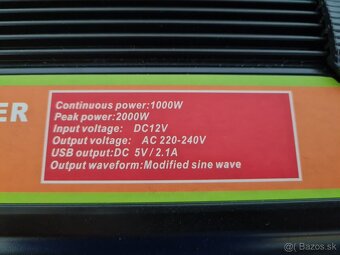 ER
Continuous power:1000W
Peak power:2000W
Input voltage: DC12V
Output voltage: AC 220-240V
USB output:DC 5V/2.1A
Output waveform:Modified sine wave
Bazos.sk